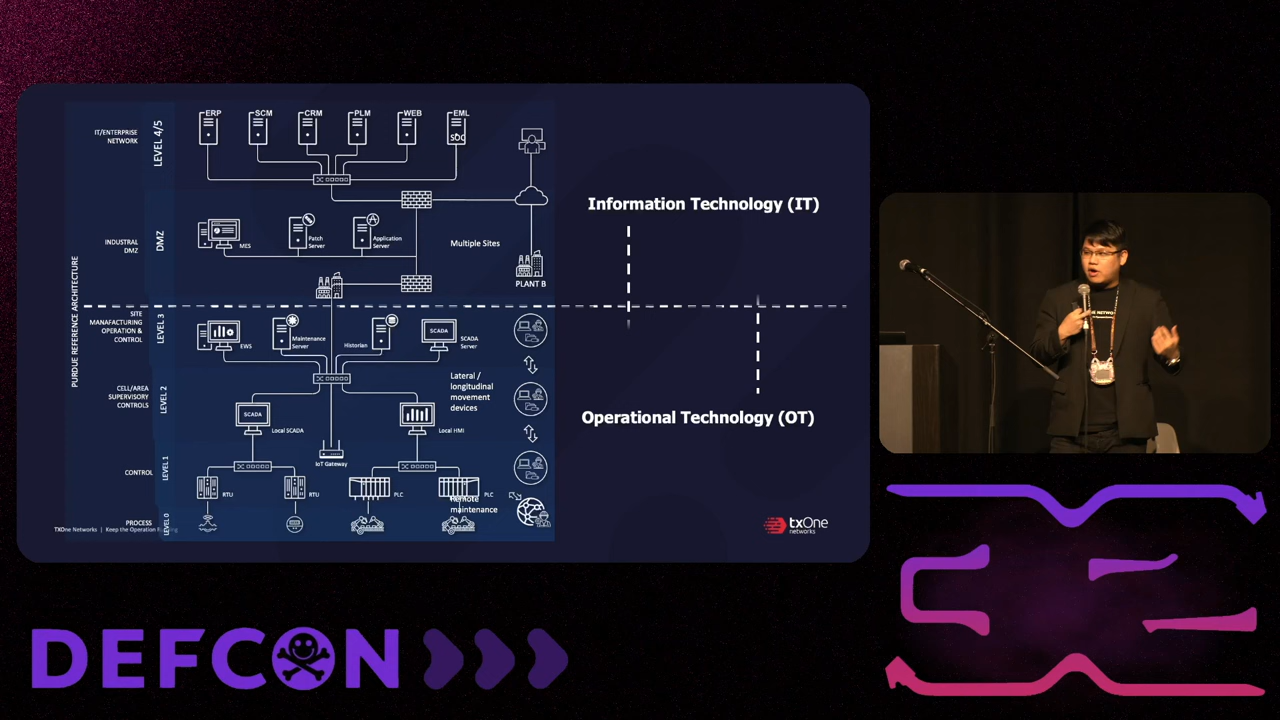 PURDUE REFERENCE ARCHITECTURE
IT/ENTERPRISE
NETWORK
LEVEL 4/5
ERP
SCM
CRM
PLM
WEB
EML
SOC
INDUSTRAL
DMZ
DMZ
MES
Patch
Server
Application
Server
Multiple Sites
PLANT B
SITE
MANAFACTURING
OPERATION &
CONTROL
LEVEL 3
EWS
Maintenance
Server
Historian
SCADA
SCADA
Server
CELL/AREA
SUPERVISORY
CONTROLS
LEVEL 2
SCADA
Local SCADA
Local HMI
Lateral /
longitudinal
movement
devices
IoT Gateway
CONTROL
LEVEL 1
RTU
RTU
PLC
PLC
Remote
maintenance
PROCESS
LEVEL 0
TXOne Networks | Keep the Operation
Information Technology (IT)
Operational Technology (OT)
txOne
networks
DEFCON